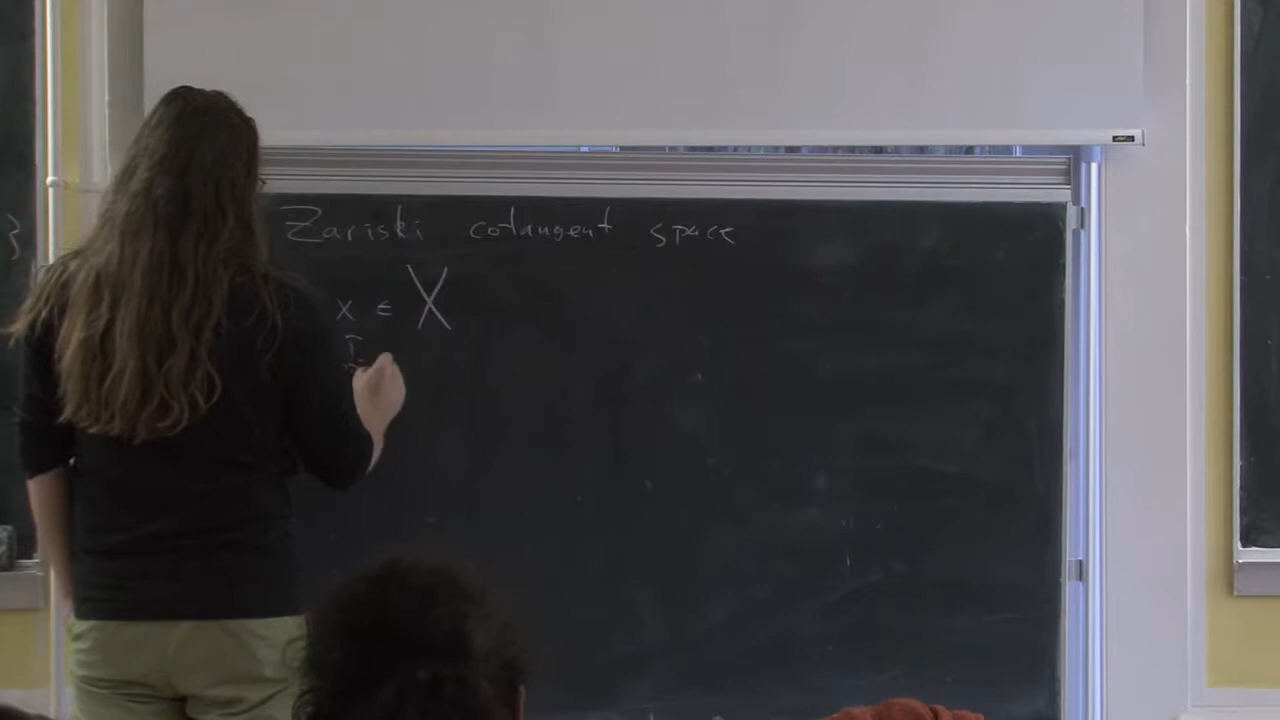 }
Zariski cotangent space
x ∈ X